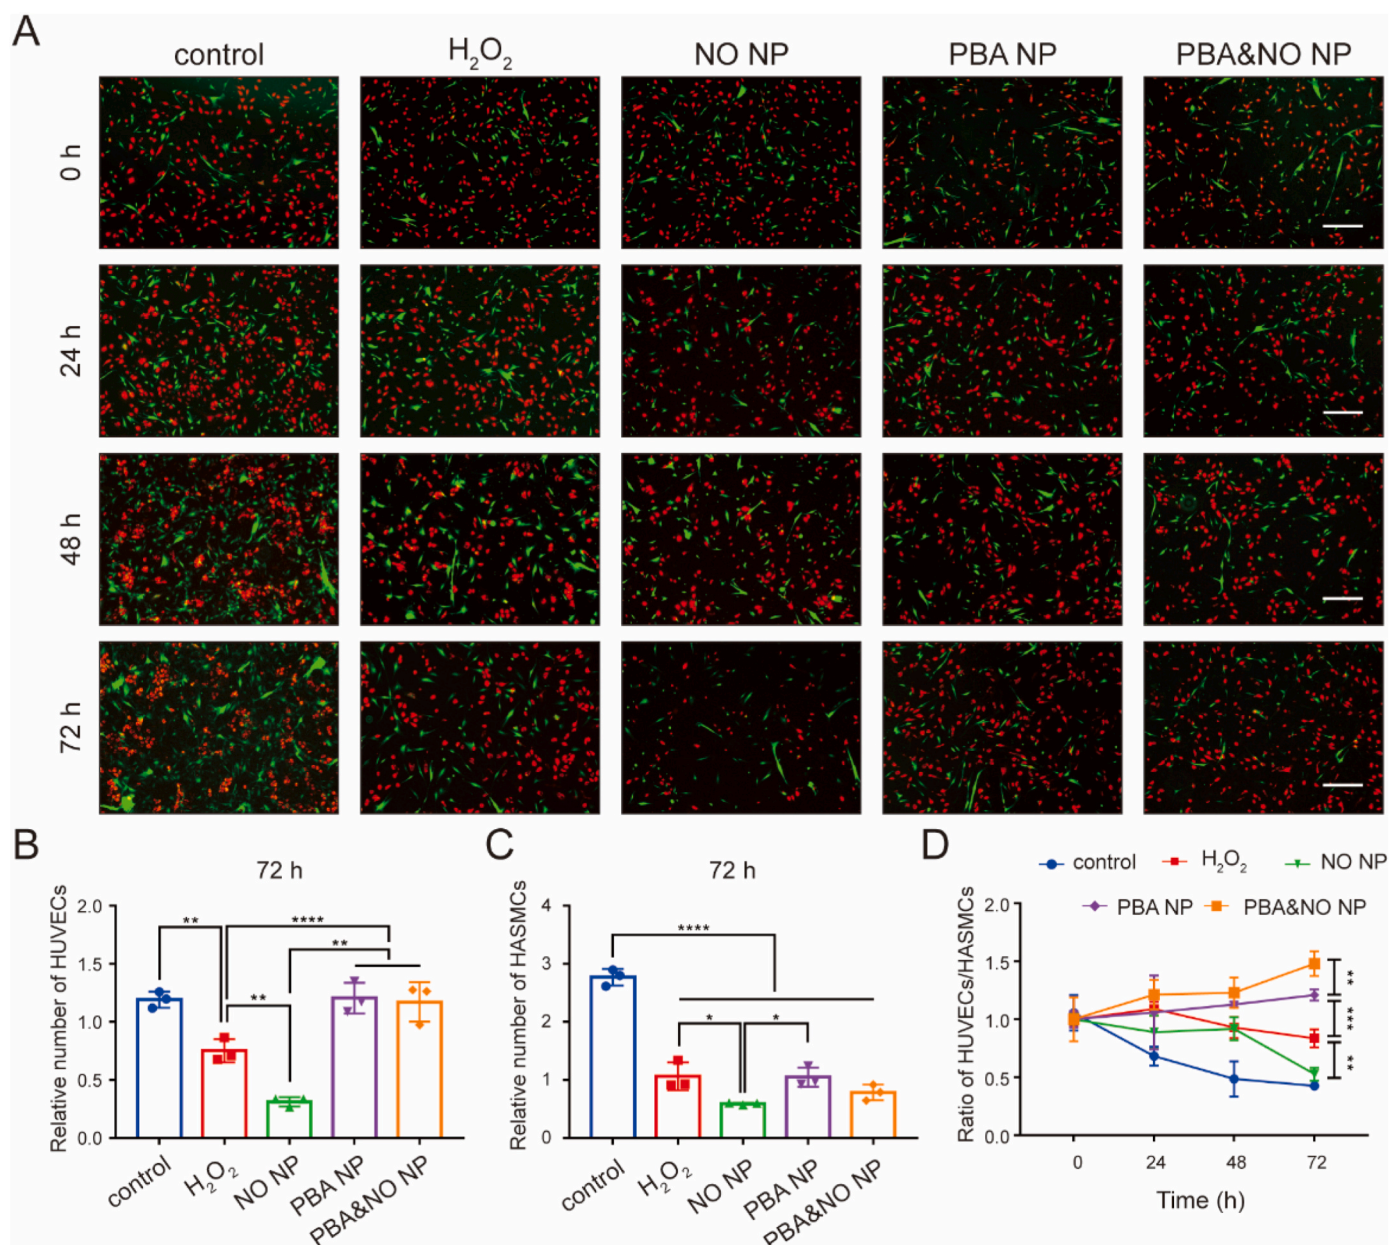 A
control H₂O₂ NO NP PBA NP PBA&NO NP
0 h
24 h
48 h
72 h
B
72 h
Relative number of HUVECs
2.0
1.5
1.0
0.5
0.0
** ****
**
**
control H₂O₂ NO NP PBA NP PBA&NO NP
C
72 h
Relative number of HASMCs
4
3
2
1
0
****
* *
control H₂O₂ NO NP PBA NP PBA&NO NP
D
control H₂O₂ NO NP
PBA NP PBA&NO NP
Ratio of HUVECs/HASMCs
2.0
1.5
1.0
0.5
0.0
**
***
**
0 24 48 72
Time (h)